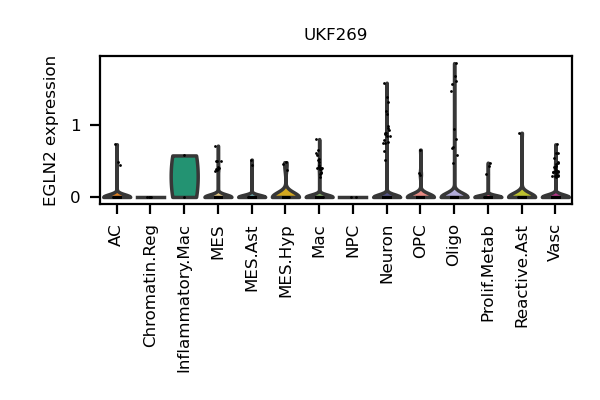 UKF269
EGLN2 expression
1
0
AC
Chromatin.Reg
Inflammatory.Mac
MES
MES.Ast
MES.Hyp
Mac
NPC
Neuron
OPC
Oligo
Prolif.Metab
Reactive.Ast
Vasc